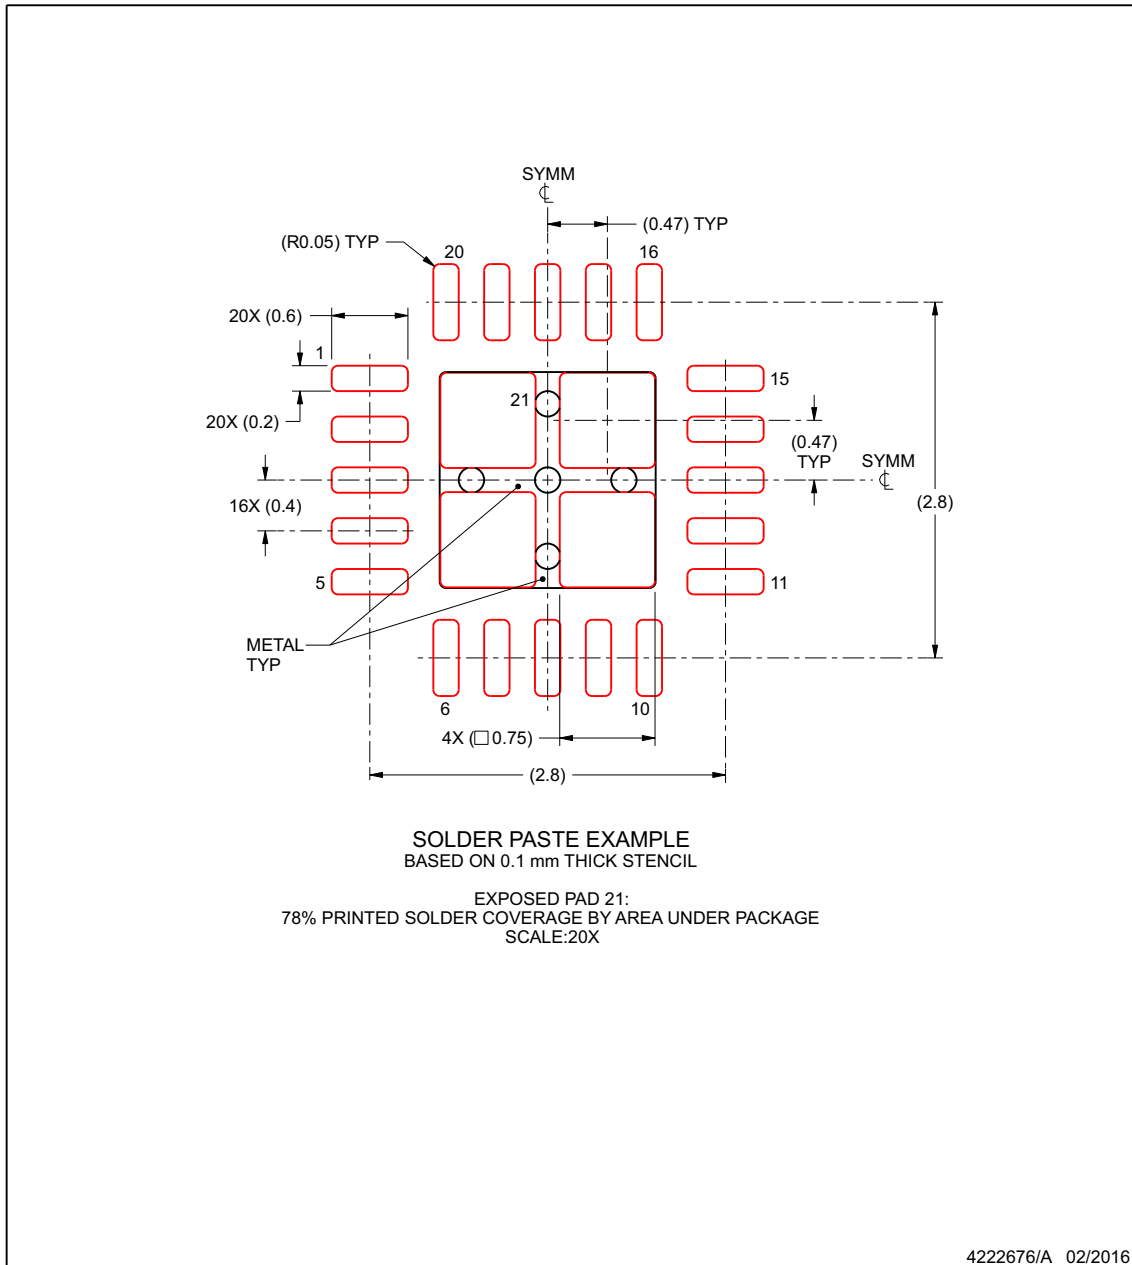 SYMM
℄
(0.47) TYP
(R0.05) TYP
20
16
20X (0.6)
1
15
21
20X (0.2)
(0.47)
TYP
SYMM
℄
16X (0.4)
(2.8)
5
11
METAL
TYP
6
10
4X (□ 0.75)
(2.8)
SOLDER PASTE EXAMPLE
BASED ON 0.1 mm THICK STENCIL
EXPOSED PAD 21:
78% PRINTED SOLDER COVERAGE BY AREA UNDER PACKAGE
SCALE:20X
4222676/A 02/2016